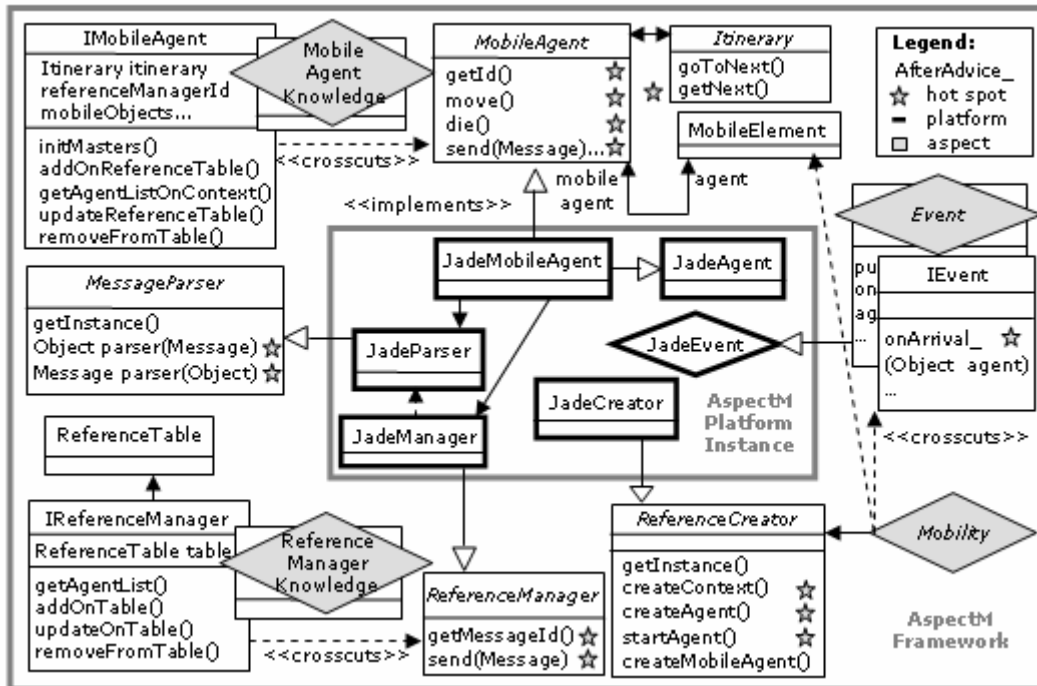 IMobileAgent
Itinerary itinerary
referenceManagerId
mobileObjects...
initMasters()
addOnReferenceTable()
getAgentListOnContext()
updateReferenceTable()
removeFromTable()
Mobile
Agent
Knowledge
<<crosscuts>>
MobileAgent
getId()
move()
die()
send(Message)...
Itinerary
goToNext()
getNext()
Legend:
AfterAdvice_
hot spot
platform
aspect
MobileElement
mobile
agent
agent
<<implements>>
Event
pu
on
ag
...
IEvent
onArrival_
(Object agent)
...
<<crosscuts>>
MessageParser
getInstance()
Object parser(Message)
Message parser(Object)
JadeMobileAgent
JadeAgent
JadeParser
JadeEvent
JadeCreator
JadeManager
AspectM
Platform
Instance
ReferenceTable
IReferenceManager
ReferenceTable table
getAgentList()
addOnTable()
updateOnTable()
removeFromTable()
Reference
Manager
Knowledge
<<crosscuts>>
ReferenceManager
getMessageId()
send(Message)
ReferenceCreator
getInstance()
createContext()
createAgent()
startAgent()
createMobileAgent()
Mobility
AspectM
Framework